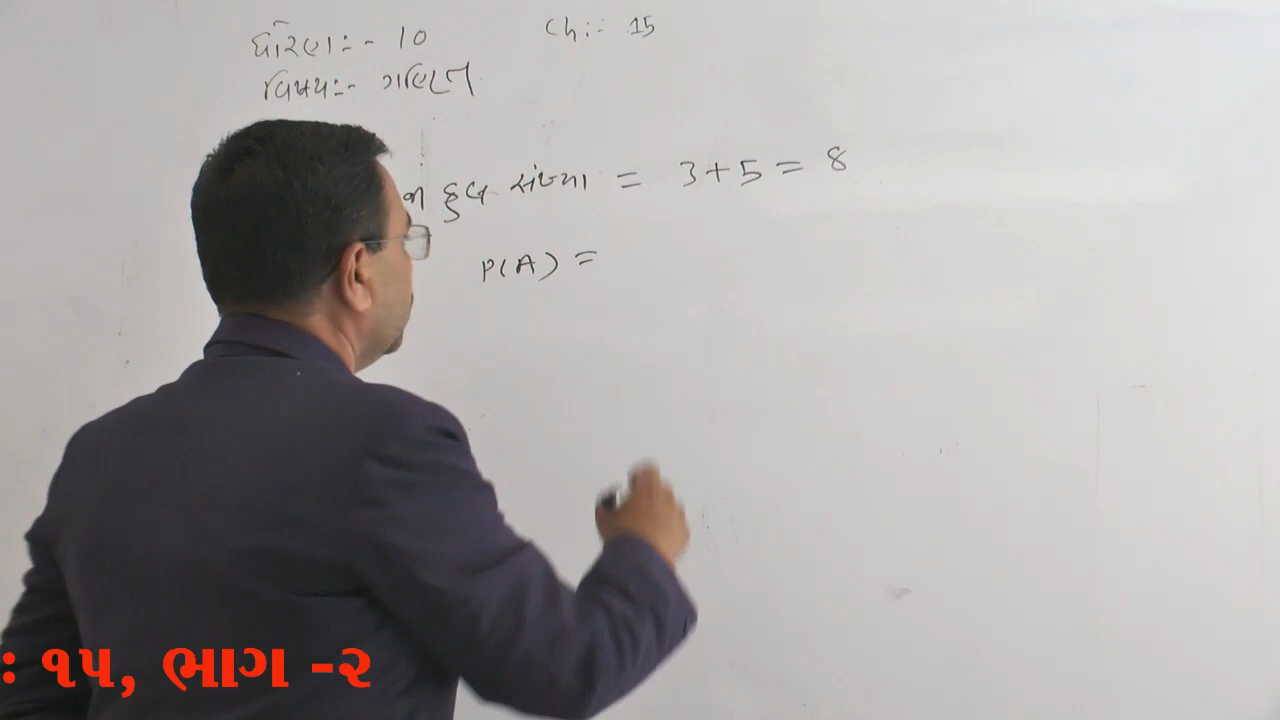 ધોરણ :- 10
Ch :- 15
વિષય :- ગણિત
કુલ સંખ્યા = 3+5 = 8
P(A) =
: ૧૫, ભાગ -૨